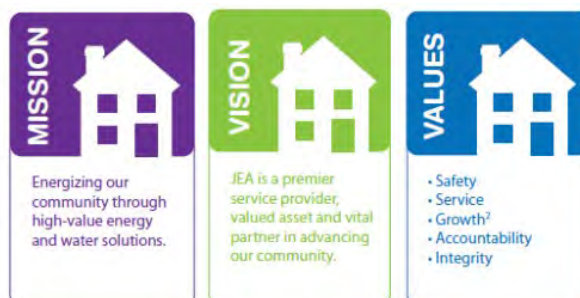 MISSION
Energizing our
community through
high-value energy
and water solutions.
VISION
JEA is a premier
service provider,
valued asset and vital
partner in advancing
our community.
VALUES
• Safety
• Service
• Growth²
• Accountability
• Integrity